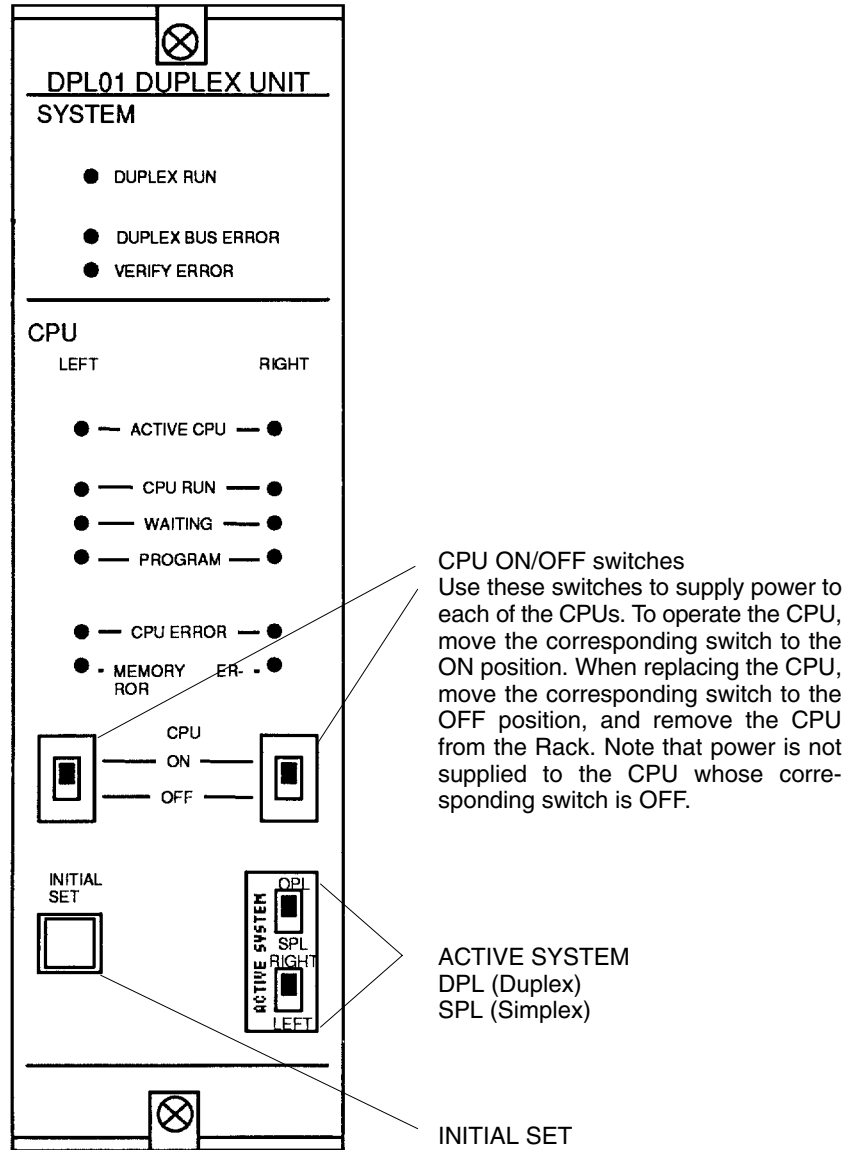 DPL01 DUPLEX UNIT
SYSTEM
DUPLEX RUN
DUPLEX BUS ERROR
VERIFY ERROR
CPU
LEFT RIGHT
ACTIVE CPU
CPU RUN
WAITING
PROGRAM
CPU ERROR
MEMORY ER-
ROR
CPU
ON
OFF
INITIAL
SET
ACTIVE SYSTEM
DPL
SPL
RIGHT
LEFT
CPU ON/OFF switches
Use these switches to supply power to
each of the CPUs. To operate the CPU,
move the corresponding switch to the
ON position. When replacing the CPU,
move the corresponding switch to the
OFF position, and remove the CPU
from the Rack. Note that power is not
supplied to the CPU whose corre-
sponding switch is OFF.
ACTIVE SYSTEM
DPL (Duplex)
SPL (Simplex)
INITIAL SET